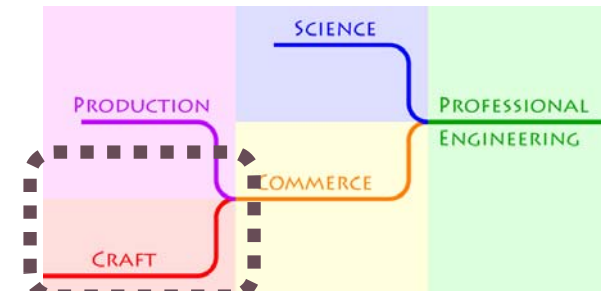 SCIENCE
PRODUCTION
PROFESSIONAL
ENGINEERING
COMMERCE
CRAFT